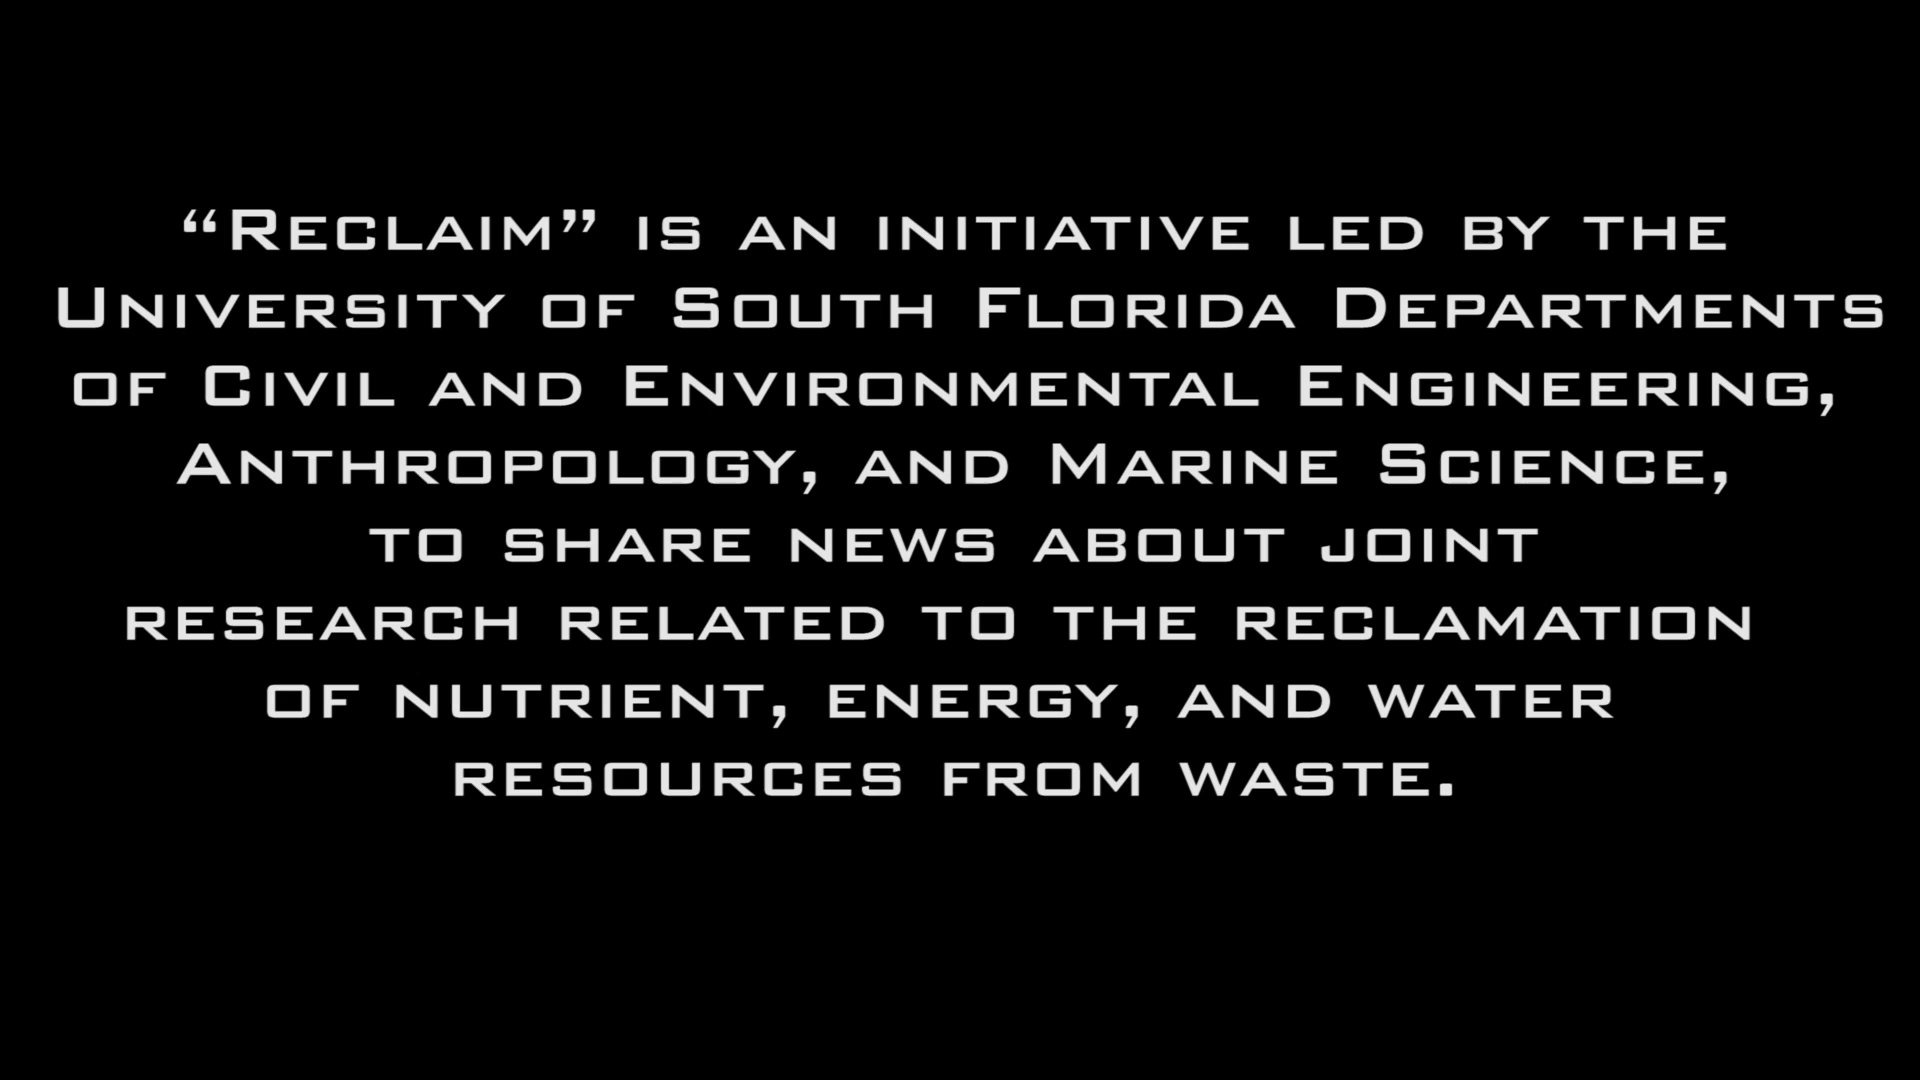 “Reclaim” is an initiative led by the
University of South Florida Departments
of Civil and Environmental Engineering,
Anthropology, and Marine Science,
to share news about joint
research related to the reclamation
of nutrient, energy, and water
resources from waste.